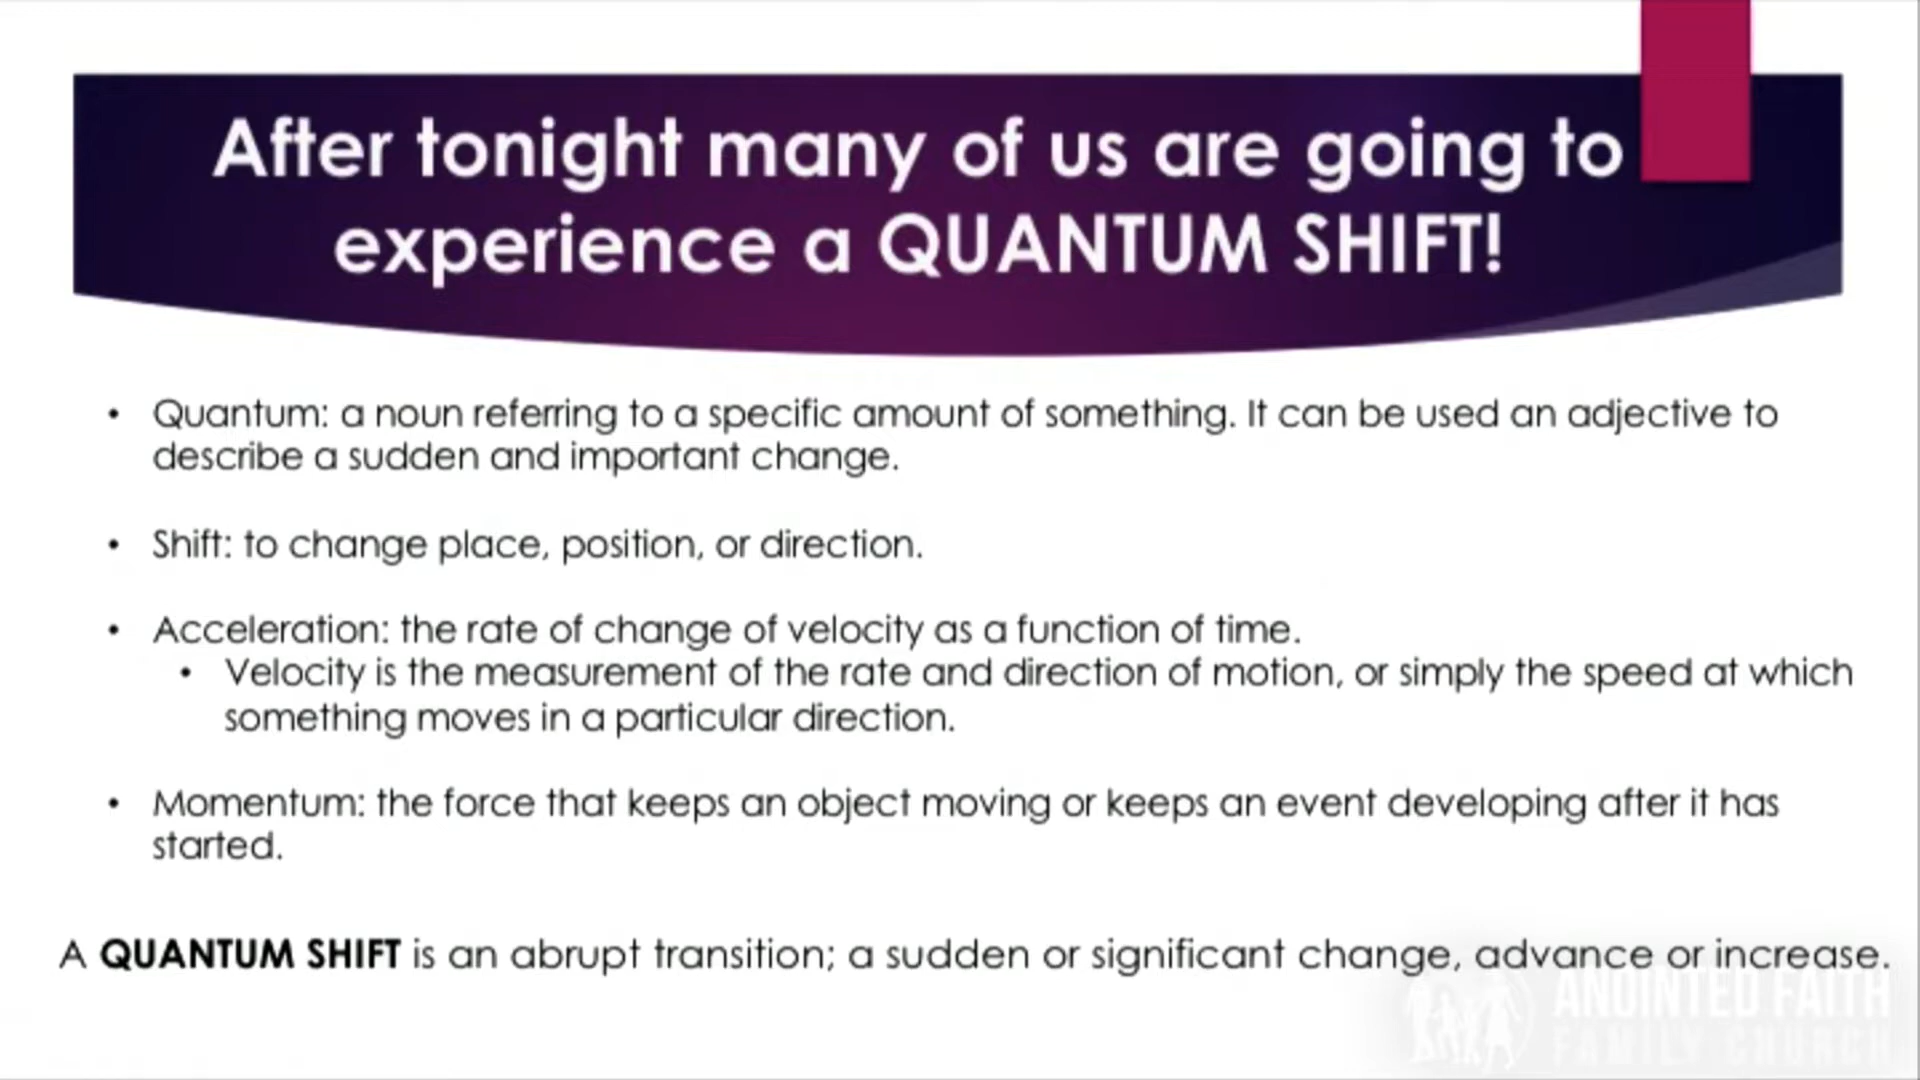 After tonight many of us are going to
experience a QUANTUM SHIFT!
• Quantum: a noun referring to a specific amount of something. It can be used an adjective to
describe a sudden and important change.
• Shift: to change place, position, or direction.
• Acceleration: the rate of change of velocity as a function of time.
• Velocity is the measurement of the rate and direction of motion, or simply the speed at which
something moves in a particular direction.
• Momentum: the force that keeps an object moving or keeps an event developing after it has
started.
A QUANTUM SHIFT is an abrupt transition; a sudden or significant change, advance or increase.
ANOINTED FAITH
FAMILY CHURCH